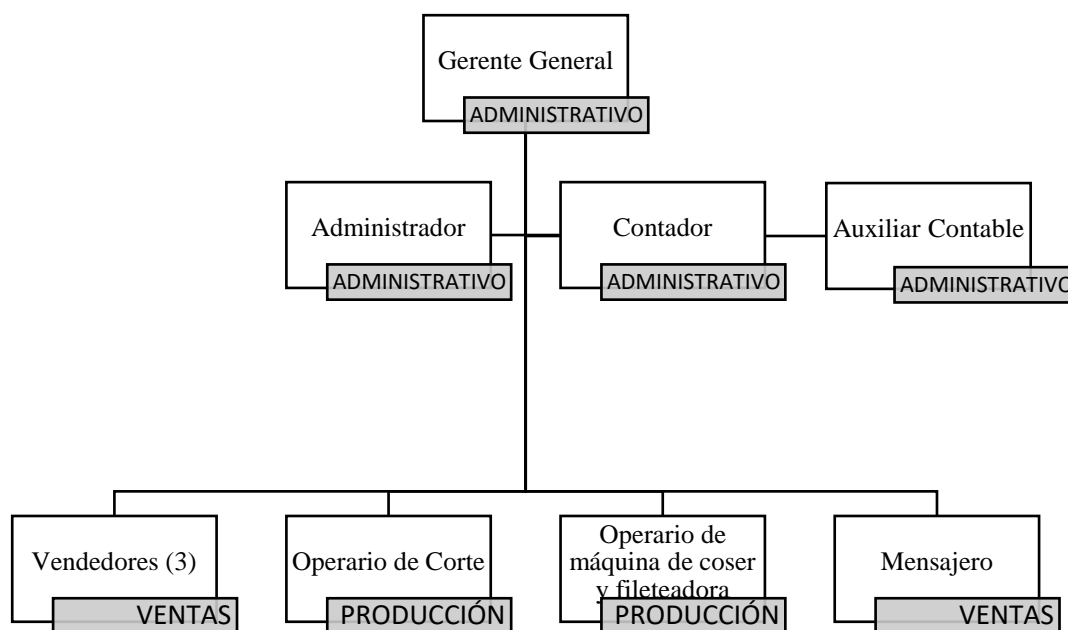 Gerente General
ADMINISTRATIVO
Administrador
ADMINISTRATIVO
Contador
ADMINISTRATIVO
Auxiliar Contable
ADMINISTRATIVO
Vendedores (3)
VENTAS
Operario de Corte
PRODUCCIÓN
Operario de
máquina de coser
y fileteadora
PRODUCCIÓN
Mensajero
VENTAS